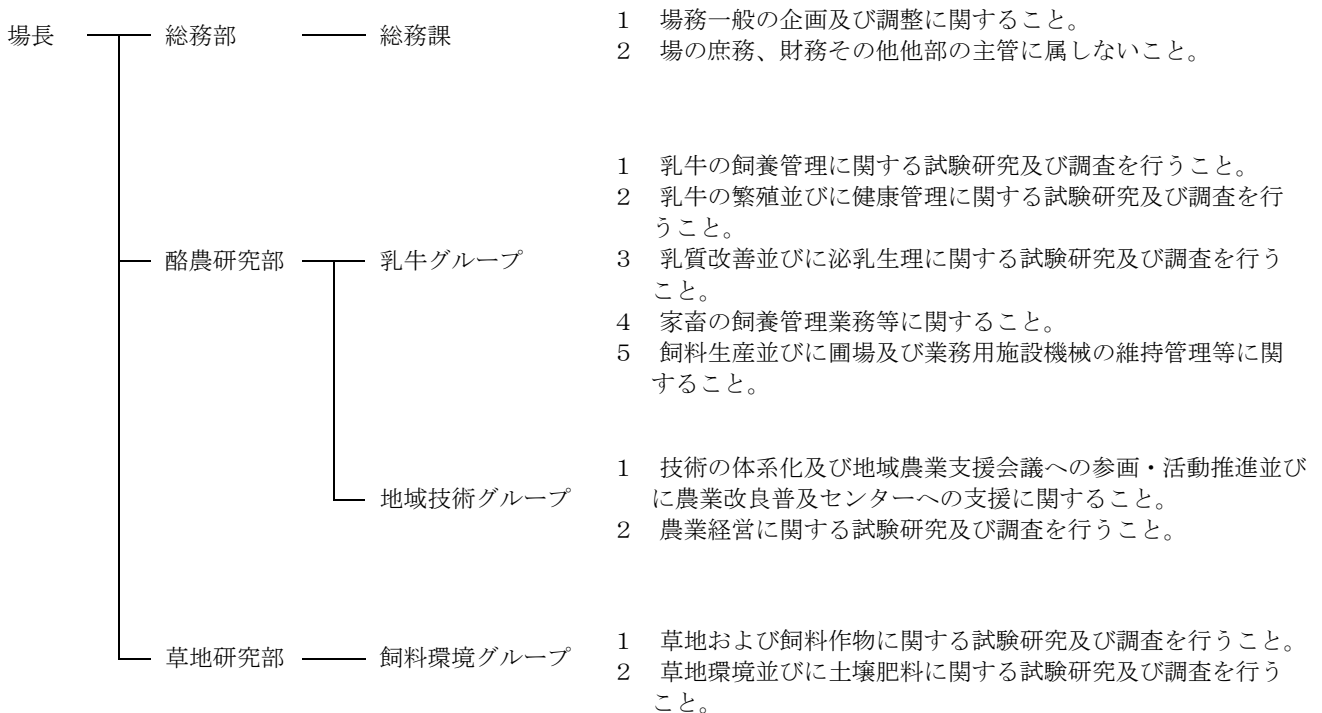 場長
総務部
総務課
１　場務一般の企画及び調整に関すること。
２　場の庶務、財務その他他部の主管に属しないこと。
酪農研究部
乳牛グループ
１　乳牛の飼養管理に関する試験研究及び調査を行うこと。
２　乳牛の繁殖並びに健康管理に関する試験研究及び調査を行
うこと。
３　乳質改善並びに泌乳生理に関する試験研究及び調査を行う
こと。
４　家畜の飼養管理業務等に関すること。
５　飼料生産並びに圃場及び業務用施設機械の維持管理等に関
すること。
地域技術グループ
１　技術の体系化及び地域農業支援会議への参画・活動推進並び
に農業改良普及センターへの支援に関すること。
２　農業経営に関する試験研究及び調査を行うこと。
草地研究部
飼料環境グループ
１　草地および飼料作物に関する試験研究及び調査を行うこと。
２　草地環境並びに土壌肥料に関する試験研究及び調査を行う
こと。